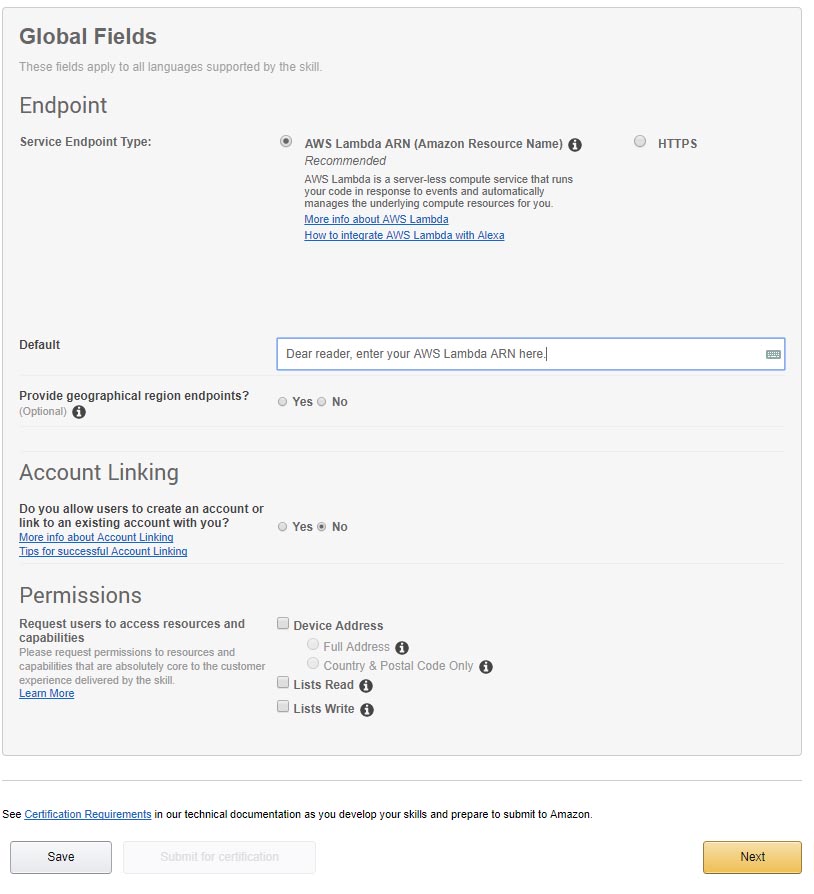 Global Fields
These fields apply to all languages supported by the skill.
Endpoint
Service Endpoint Type:
AWS Lambda ARN (Amazon Resource Name)
HTTPS
Recommended
AWS Lambda is a server-less compute service that runs
your code in response to events and automatically
manages the underlying compute resources for you.
More info about AWS Lambda
How to integrate AWS Lambda with Alexa
Default
Dear reader, enter your AWS Lambda ARN here.
Provide geographical region endpoints?
(Optional)
Yes No
Account Linking
Do you allow users to create an account or
link to an existing account with you?
Yes No
More info about Account Linking
Tips for successful Account Linking
Permissions
Request users to access resources and
capabilities
Please request permissions to resources and
capabilities that are absolutely core to the customer
experience delivered by the skill.
Learn More
Device Address
Full Address
Country & Postal Code Only
Lists Read
Lists Write
See Certification Requirements in our technical documentation as you develop your skills and prepare to submit to Amazon.
Save
Submit for certification
Next